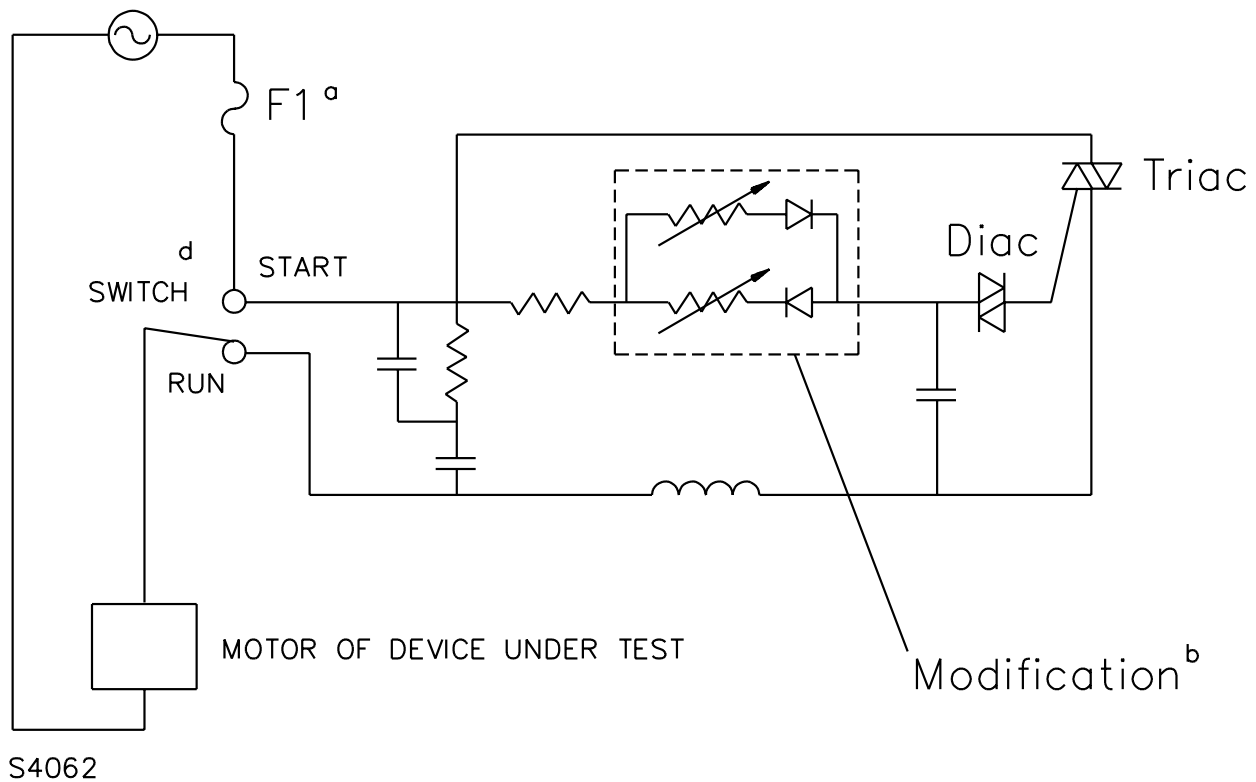 F1 a
Triac
Diac
d
START
SWITCH
RUN
MOTOR OF DEVICE UNDER TEST
Modification b
S4062